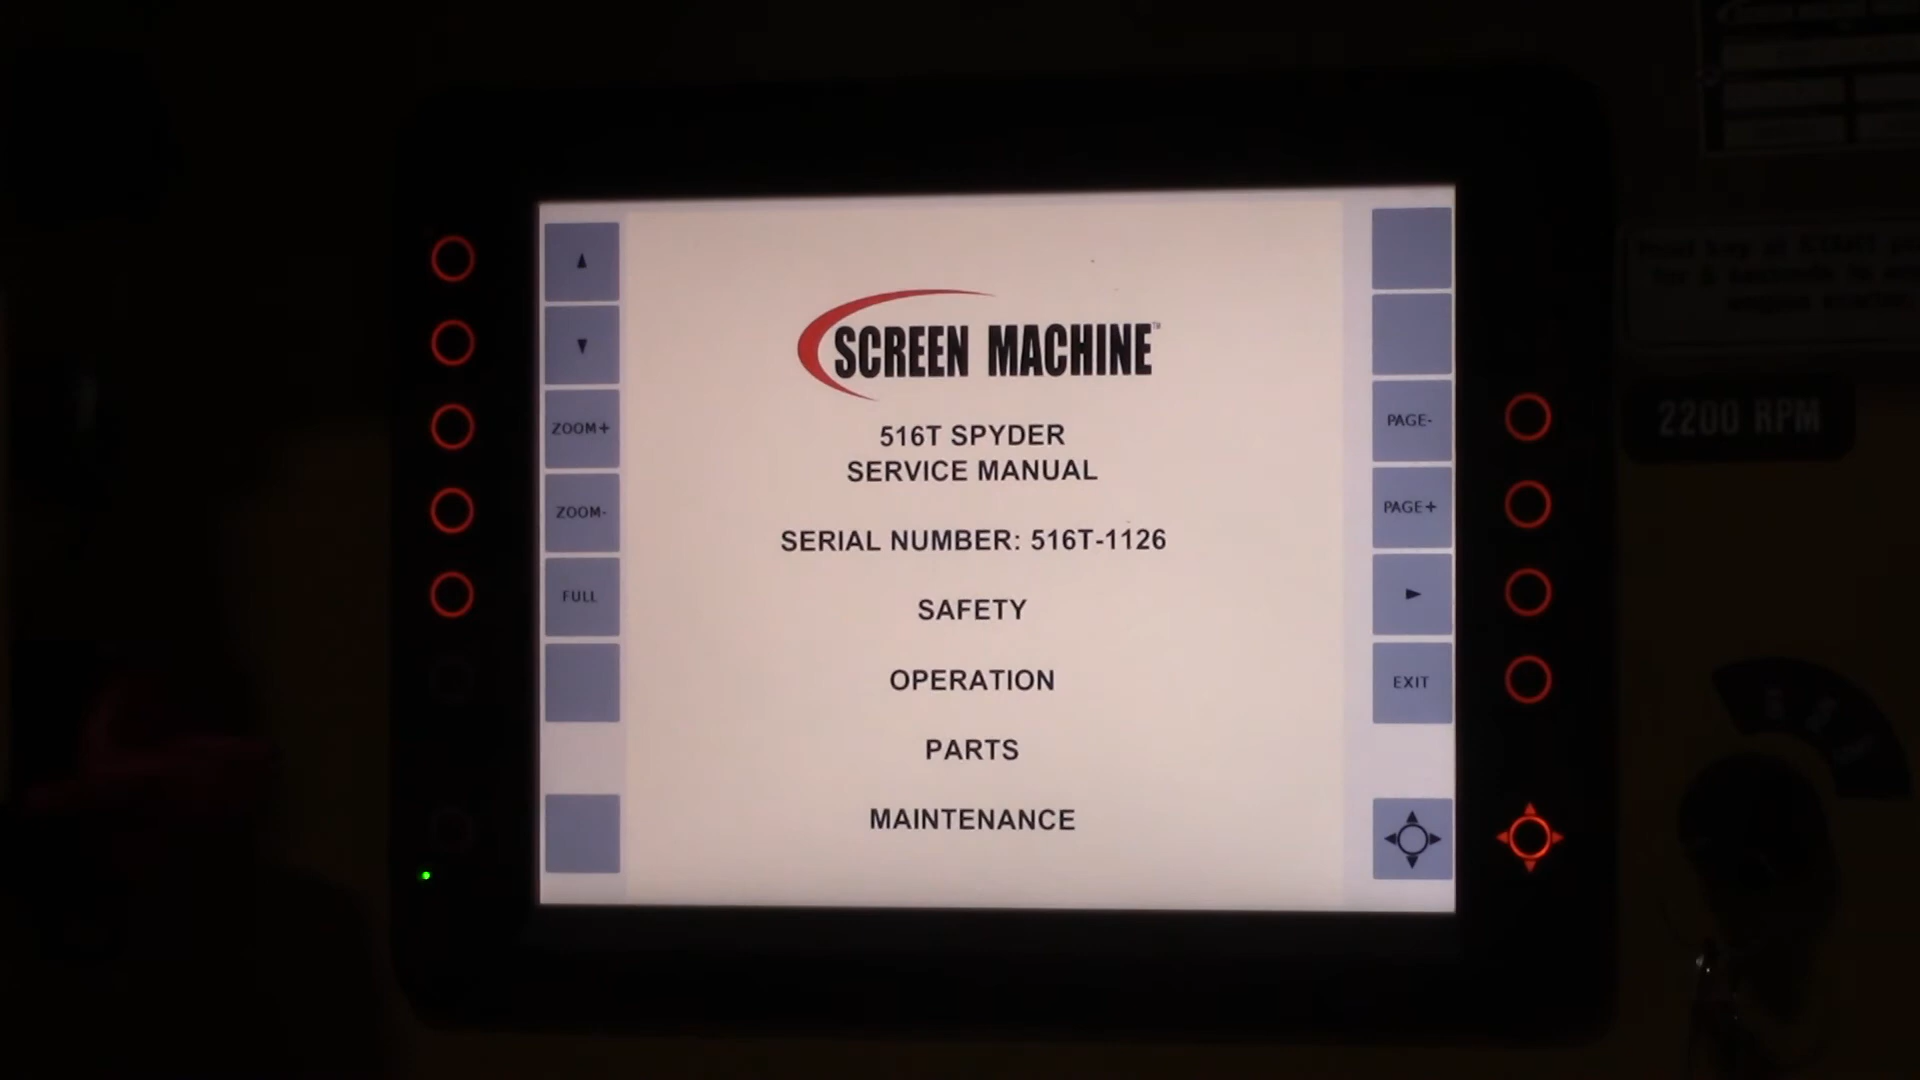 ▲
▼
ZOOM+
ZOOM-
FULL
SCREEN MACHINE™
516T SPYDER
SERVICE MANUAL
SERIAL NUMBER: 516T-1126
SAFETY
OPERATION
PARTS
MAINTENANCE
PAGE-
PAGE+
►
EXIT
2200 RPM